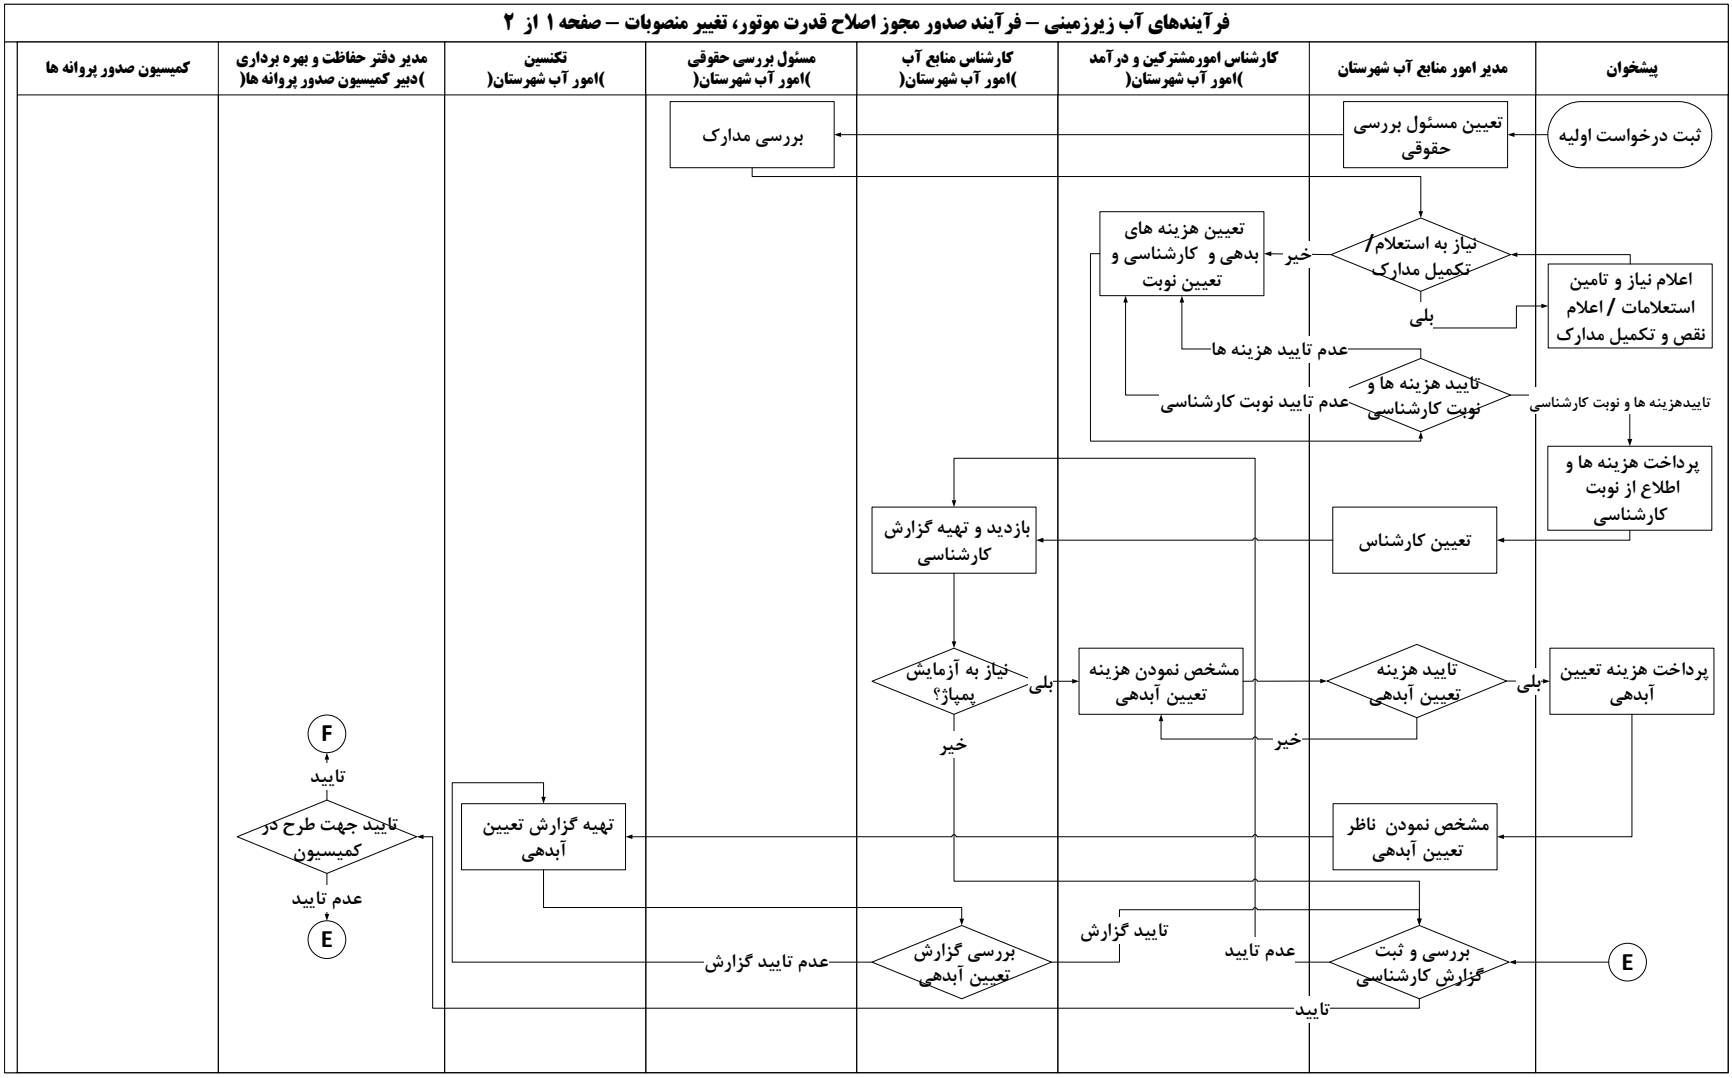 فرآیندهای آب زیرزمینی – فرآیند صدور مجوز اصلاح قدرت موتور، تغییر منصوبات – صفحه ۱ از ۲
پیشخوان
مدیر امور منابع آب شهرستان
کارشناس امورمشترکین و درآمد
)امور آب شهرستان(
کارشناس منابع آب
)امور آب شهرستان(
مسئول بررسی حقوقی
)امور آب شهرستان(
تکنسین
)امور آب شهرستان(
مدیر دفتر حفاظت و بهره برداری
)دبیر کمیسیون صدور پروانه ها(
کمیسیون صدور پروانه ها
ثبت درخواست اولیه
تعیین مسئول بررسی
حقوقی
بررسی مدارک
نیاز به استعلام/
تکمیل مدارک
خیر
بلی
تعیین هزینه های
بدهی و کارشناسی و
تعیین نوبت
اعلام نیاز و تامین
استعلامات / اعلام
نقص و تکمیل مدارک
عدم تایید هزینه ها
تایید هزینه ها و
نوبت کارشناسی
عدم تایید نوبت کارشناسی
تاییدهزینه ها و نوبت کارشناسی
پرداخت هزینه ها و
اطلاع از نوبت
کارشناسی
تعیین کارشناس
بازدید و تهیه گزارش
کارشناسی
نیاز به آزمایش
پمپاژ؟
بلی
خیر
مشخص نمودن هزینه
تعیین آبدهی
تایید هزینه
تعیین آبدهی
بلی
خیر
پرداخت هزینه تعیین
آبدهی
مشخص نمودن ناظر
تعیین آبدهی
تهیه گزارش تعیین
آبدهی
F
تایید
تایید جهت طرح در
کمیسیون
عدم تایید
E
بررسی گزارش
تعیین آبدهی
عدم تایید گزارش
تایید گزارش
بررسی و ثبت
گزارش کارشناسی
عدم تایید
تایید
E